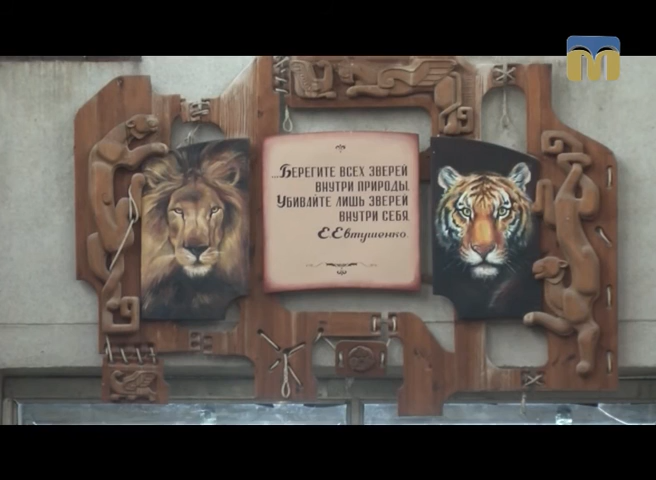 ...Берегите всех зверей
внутри природы.
Убивайте лишь зверей
внутри себя.
Е.Евтушенко